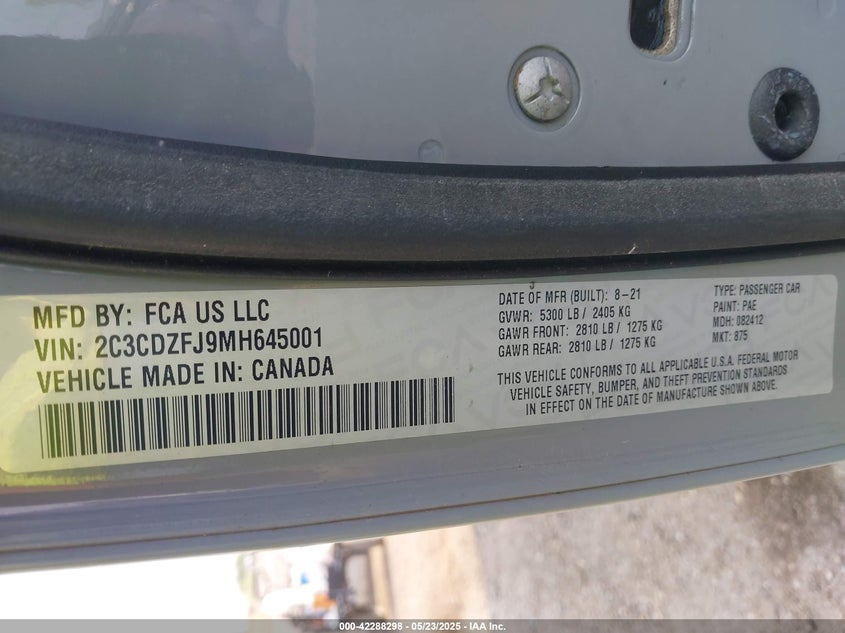 MFD BY: FCA US LLC
VIN: 2C3CDZFJ9MH645001
VEHICLE MADE IN: CANADA
DATE OF MFR (BUILT): 8-21
GVWR: 5300 LB / 2405 KG
GAWR FRONT: 2810 LB / 1275 KG
GAWR REAR: 2810 LB / 1275 KG
TYPE: PASSENGER CAR
PAINT: PAE
MDH: 082412
MKT: 875
THIS VEHICLE CONFORMS TO ALL APPLICABLE U.S.A. FEDERAL MOTOR
VEHICLE SAFETY, BUMPER, AND THEFT PREVENTION STANDARDS
IN EFFECT ON THE DATE OF MANUFACTURE SHOWN ABOVE.
000-42288298 - 05/23/2025 - IAA Inc.